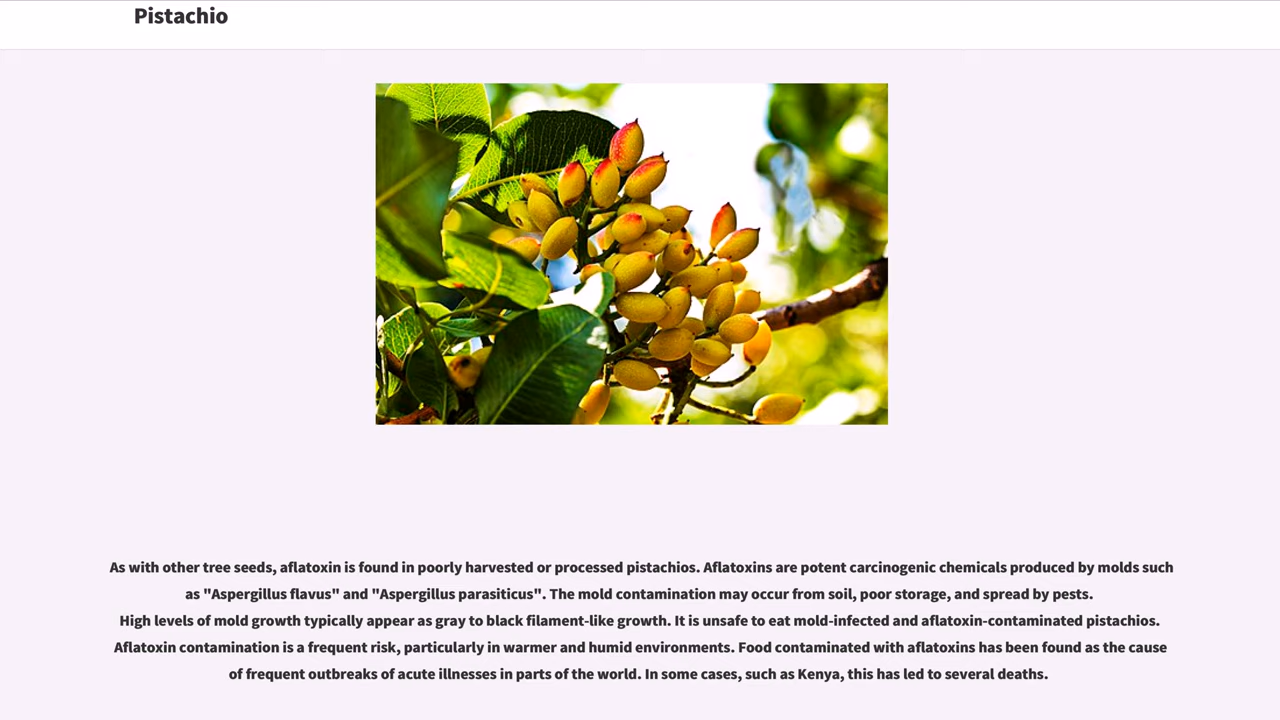 Pistachio
As with other tree seeds, aflatoxin is found in poorly harvested or processed pistachios. Aflatoxins are potent carcinogenic chemicals produced by molds such
as "Aspergillus flavus" and "Aspergillus parasiticus". The mold contamination may occur from soil, poor storage, and spread by pests.
High levels of mold growth typically appear as gray to black filament-like growth. It is unsafe to eat mold-infected and aflatoxin-contaminated pistachios.
Aflatoxin contamination is a frequent risk, particularly in warmer and humid environments. Food contaminated with aflatoxins has been found as the cause
of frequent outbreaks of acute illnesses in parts of the world. In some cases, such as Kenya, this has led to several deaths.